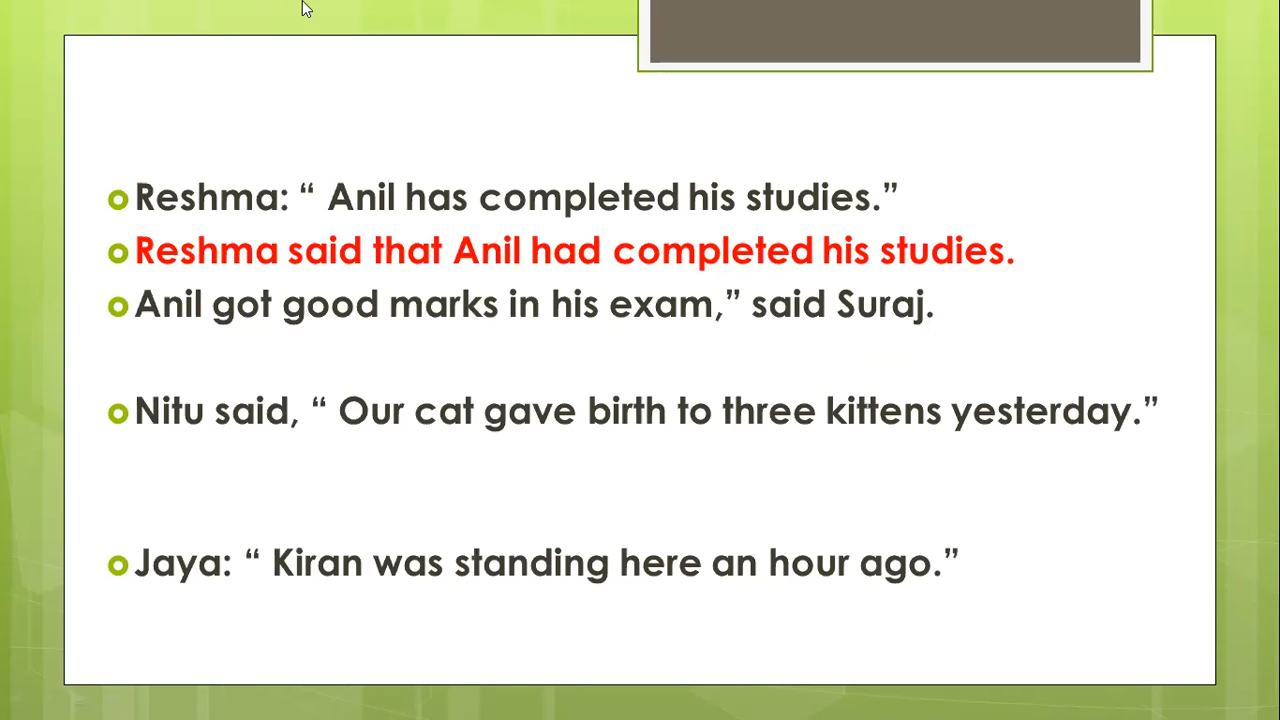 Reshma: “ Anil has completed his studies.”
Reshma said that Anil had completed his studies.
Anil got good marks in his exam,” said Suraj.
Nitu said, “ Our cat gave birth to three kittens yesterday.”
Jaya: “ Kiran was standing here an hour ago.”